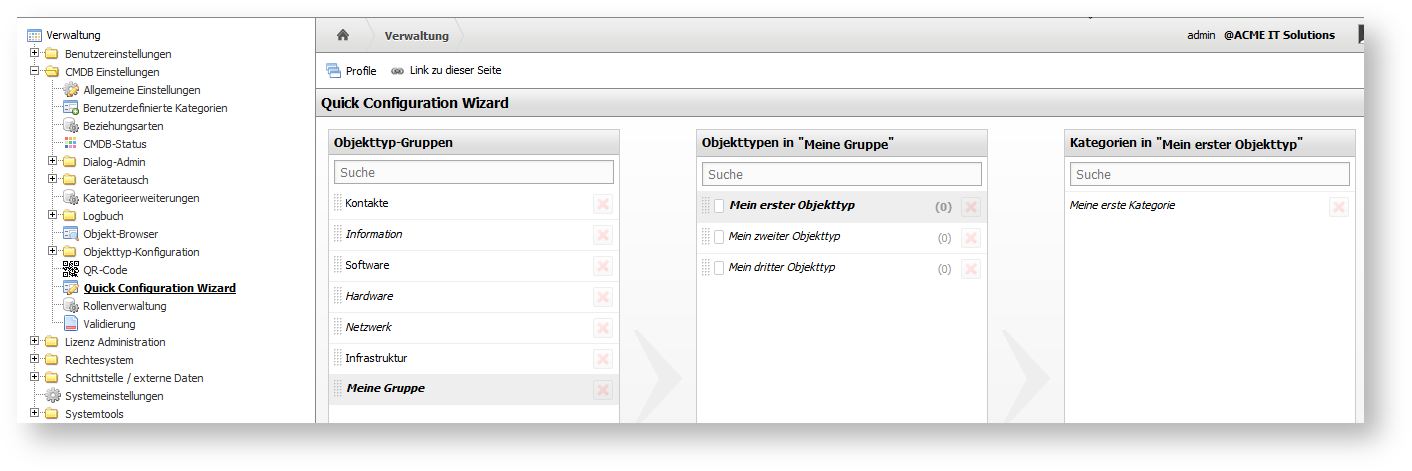 Verwaltung
Benutzereinstellungen
CMDB Einstellungen
Allgemeine Einstellungen
Benutzerdefinierte Kategorien
Beziehungsarten
CMDB-Status
Dialog-Admin
Gerätetausch
Kategorieerweiterungen
Logbuch
Objekt-Browser
Objekttyp-Konfiguration
QR-Code
Quick Configuration Wizard
Rollenverwaltung
Validierung
Lizenz Administration
Rechtesystem
Schnittstelle / externe Daten
Systemeinstellungen
Systemtools
Verwaltung
admin @ACME IT Solutions
Profile Link zu dieser Seite
Quick Configuration Wizard
Objekttyp-Gruppen
Suche
Kontakte
Information
Software
Hardware
Netzwerk
Infrastruktur
Meine Gruppe
Objekttypen in "Meine Gruppe"
Suche
Mein erster Objekttyp (0)
Mein zweiter Objekttyp (0)
Mein dritter Objekttyp (0)
Kategorien in "Mein erster Objekttyp"
Suche
Meine erste Kategorie